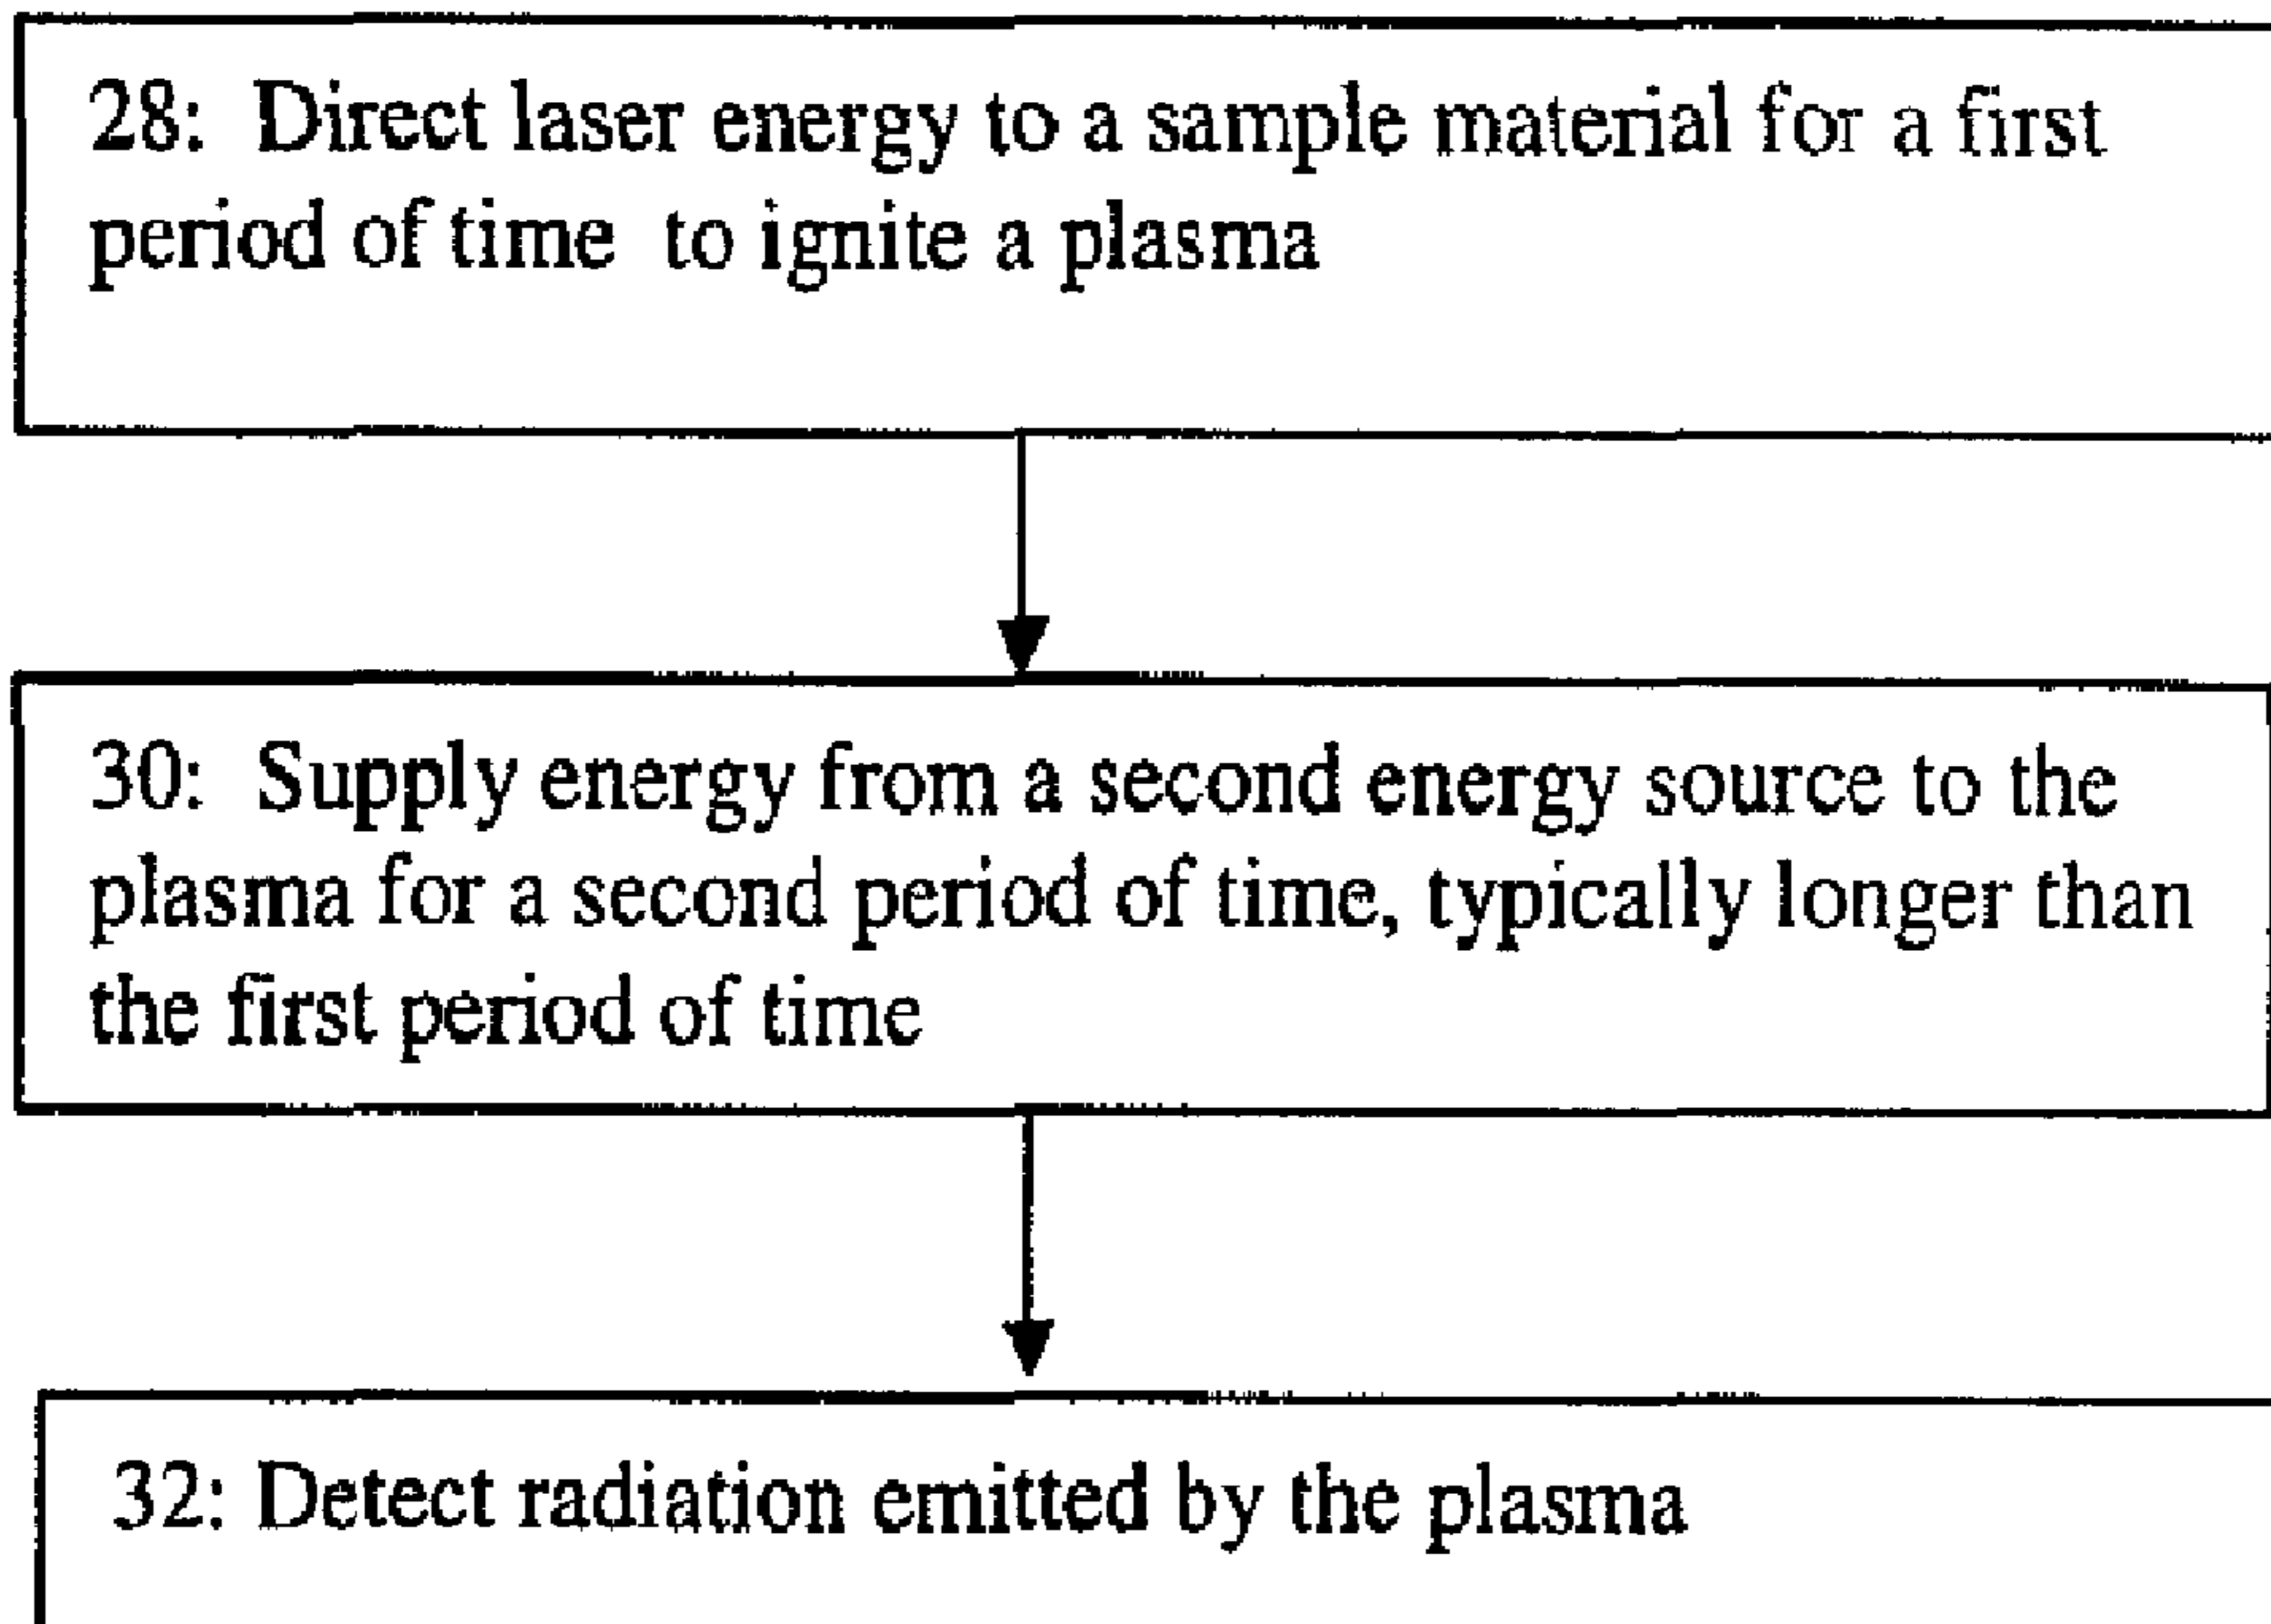 28: Direct laser energy to a sample material for a first
period of time to ignite a plasma
30: Supply energy from a second energy source to the
plasma for a second period of time, typically longer than
the first period of time
32: Detect radiation emitted by the plasma